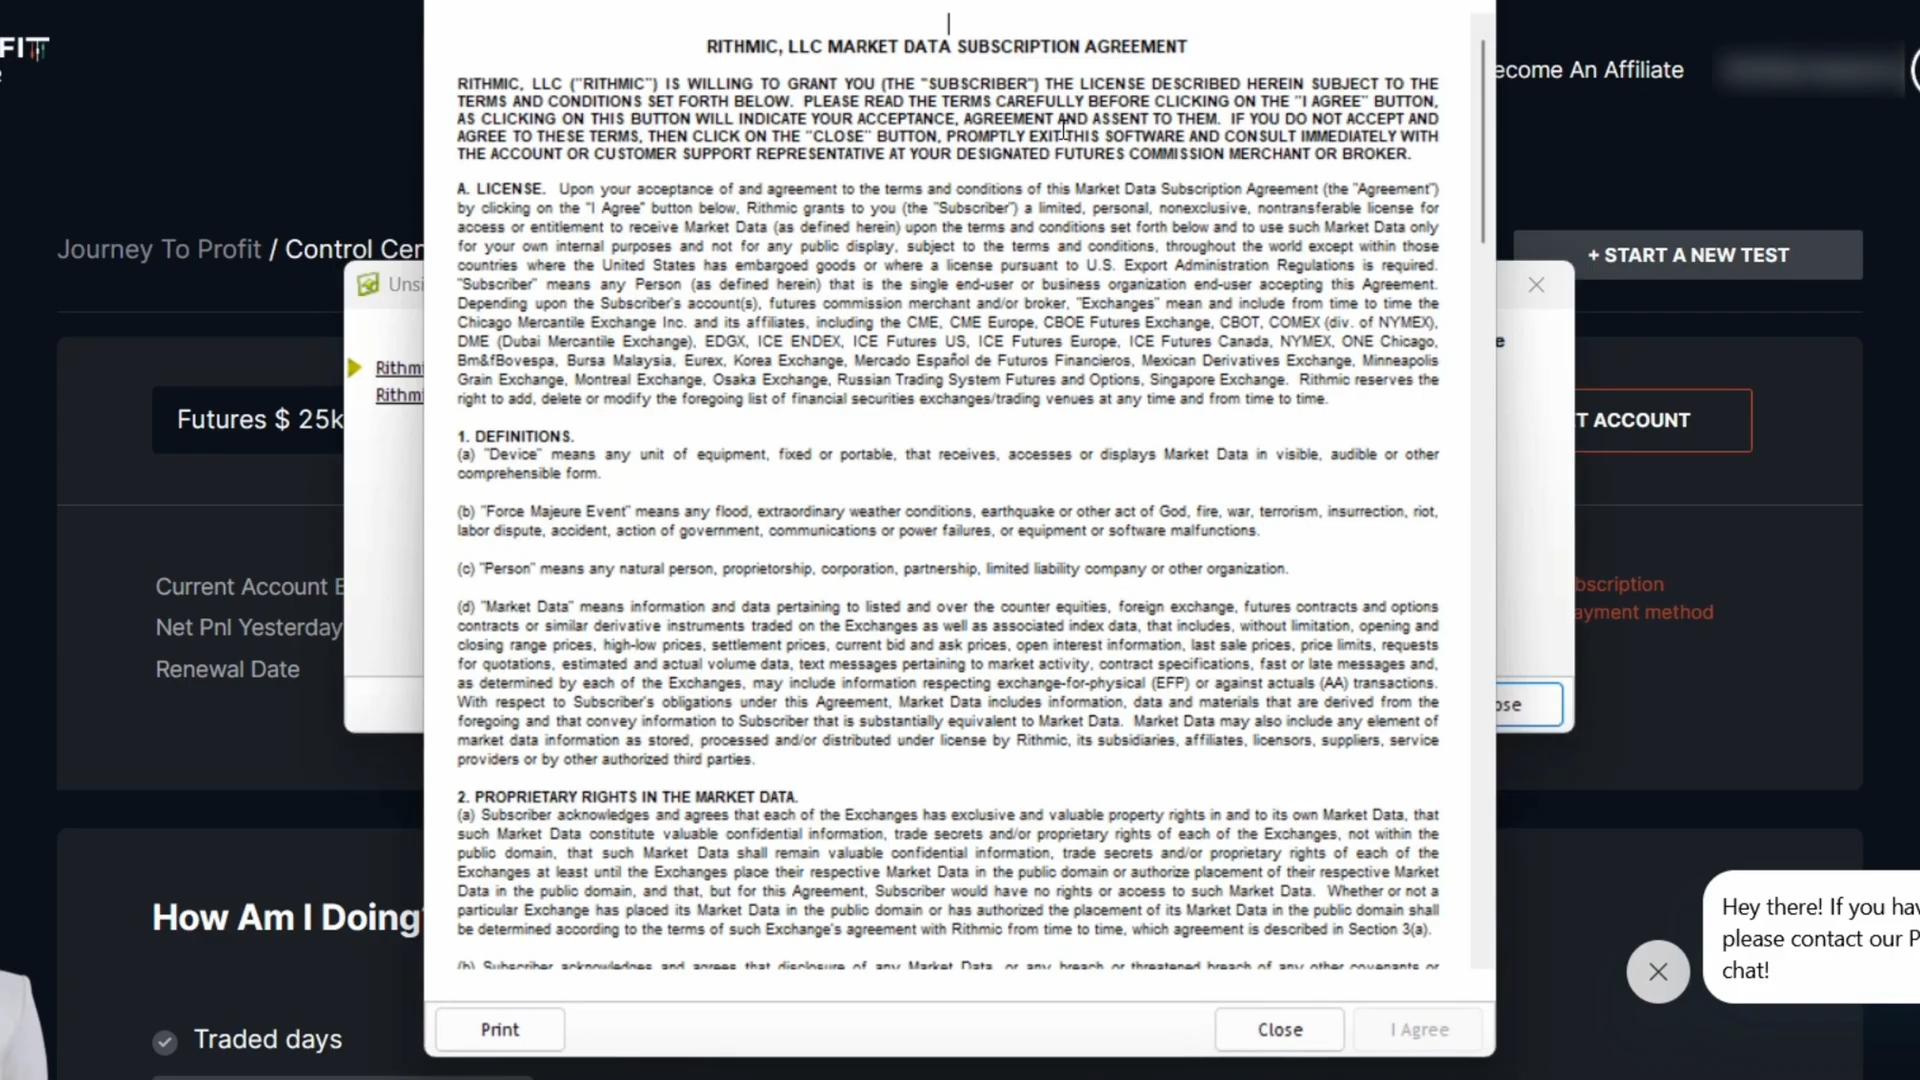 FIT
RITHMIC, LLC MARKET DATA SUBSCRIPTION AGREEMENT
RITHMIC, LLC ("RITHMIC") IS WILLING TO GRANT YOU (THE "SUBSCRIBER") THE LICENSE DESCRIBED HEREIN SUBJECT TO THE
TERMS AND CONDITIONS SET FORTH BELOW. PLEASE READ THE TERMS CAREFULLY BEFORE CLICKING ON THE "I AGREE" BUTTON,
AS CLICKING ON THIS BUTTON WILL INDICATE YOUR ACCEPTANCE, AGREEMENT AND ASSENT TO THEM. IF YOU DO NOT ACCEPT AND
AGREE TO THESE TERMS, THEN CLICK ON THE "CLOSE" BUTTON, PROMPTLY EXIT THIS SOFTWARE AND CONSULT IMMEDIATELY WITH
THE ACCOUNT OR CUSTOMER SUPPORT REPRESENTATIVE AT YOUR DESIGNATED FUTURES COMMISSION MERCHANT OR BROKER.
A. LICENSE. Upon your acceptance of and agreement to the terms and conditions of this Market Data Subscription Agreement (the "Agreement")
by clicking on the "I Agree" button below, Rithmic grants to you (the "Subscriber") a limited, personal, nonexclusive, nontransferable license for
access or entitlement to receive Market Data (as defined herein) upon the terms and conditions set forth below and to use such Market Data only
for your own internal purposes and not for any public display, subject to the terms and conditions, throughout the world except within those
countries where the United States has embargoed goods or where a license pursuant to U.S. Export Administration Regulations is required.
"Subscriber" means any Person (as defined herein) that is the single end-user or business organization end-user accepting this Agreement.
Depending upon the Subscriber's account(s), futures commission merchant and/or broker, "Exchanges" mean and include from time to time the
Chicago Mercantile Exchange Inc. and its affiliates, including the CME, CME Europe, CBOE Futures Exchange, CBOT, COMEX (div. of NYMEX),
DME (Dubai Mercantile Exchange), EDGX, ICE ENDEX, ICE Futures US, ICE Futures Europe, ICE Futures Canada, NYMEX, ONE Chicago,
Bm&fBovespa, Bursa Malaysia, Eurex, Korea Exchange, Mercado Español de Futuros Financieros, Mexican Derivatives Exchange, Minneapolis
Grain Exchange, Montreal Exchange, Osaka Exchange, Russian Trading System Futures and Options, Singapore Exchange. Rithmic reserves the
right to add, delete or modify the foregoing list of financial securities exchanges/trading venues at any time and from time to time.
1. DEFINITIONS.
(a) "Device" means any unit of equipment, fixed or portable, that receives, accesses or displays Market Data in visible, audible or other
comprehensible form.
(b) "Force Majeure Event" means any flood, extraordinary weather conditions, earthquake or other act of God, fire, war, terrorism, insurrection, riot,
labor dispute, accident, action of government, communications or power failures, or equipment or software malfunctions.
(c) "Person" means any natural person, proprietorship, corporation, partnership, limited liability company or other organization.
(d) "Market Data" means information and data pertaining to listed and over the counter equities, foreign exchange, futures contracts and options
contracts or similar derivative instruments traded on the Exchanges as well as associated index data, that includes, without limitation, opening and
closing range prices, high-low prices, settlement prices, current bid and ask prices, open interest information, last sale prices, price limits, requests
for quotations, estimated and actual volume data, text messages pertaining to market activity, contract specifications, fast or late messages and,
as determined by each of the Exchanges, may include information respecting exchange-for-physical (EFP) or against actuals (AA) transactions.
With respect to Subscriber's obligations under this Agreement, Market Data includes information, data and materials that are derived from the
foregoing and that convey information to Subscriber that is substantially equivalent to Market Data. Market Data may also include any element of
market data information as stored, processed and/or distributed under license by Rithmic, its subsidiaries, affiliates, licensors, suppliers, service
providers or by other authorized third parties.
2. PROPRIETARY RIGHTS IN THE MARKET DATA.
(a) Subscriber acknowledges and agrees that each of the Exchanges has exclusive and valuable property rights in and to its own Market Data, that
such Market Data constitute valuable confidential information, trade secrets and/or proprietary rights of each of the Exchanges, not within the
public domain, that such Market Data shall remain valuable confidential information, trade secrets and/or proprietary rights of each of the
Exchanges at least until the Exchanges place their respective Market Data in the public domain or authorize placement of their respective Market
Data in the public domain, and that, but for this Agreement, Subscriber would have no rights or access to such Market Data. Whether or not a
particular Exchange has placed its Market Data in the public domain or has authorized the placement of its Market Data in the public domain shall
be determined according to the terms of such Exchange's agreement with Rithmic from time to time, which agreement is described in Section 3(a).
(b) Subscriber acknowledges and agrees that disclosure of any Market Data, or any breach or threatened breach of any other covenants or
Print
Close
I Agree
ecome An Affiliate
Journey To Profit / Control Cen
+ START A NEW TEST
Unsi
Rithmi
Rithmi
e
ose
Futures $ 25k
T ACCOUNT
Current Account B
Net Pnl Yesterday
Renewal Date
bscription
ayment method
How Am I Doing?
Traded days
Hey there! If you hav
please contact our P
chat!